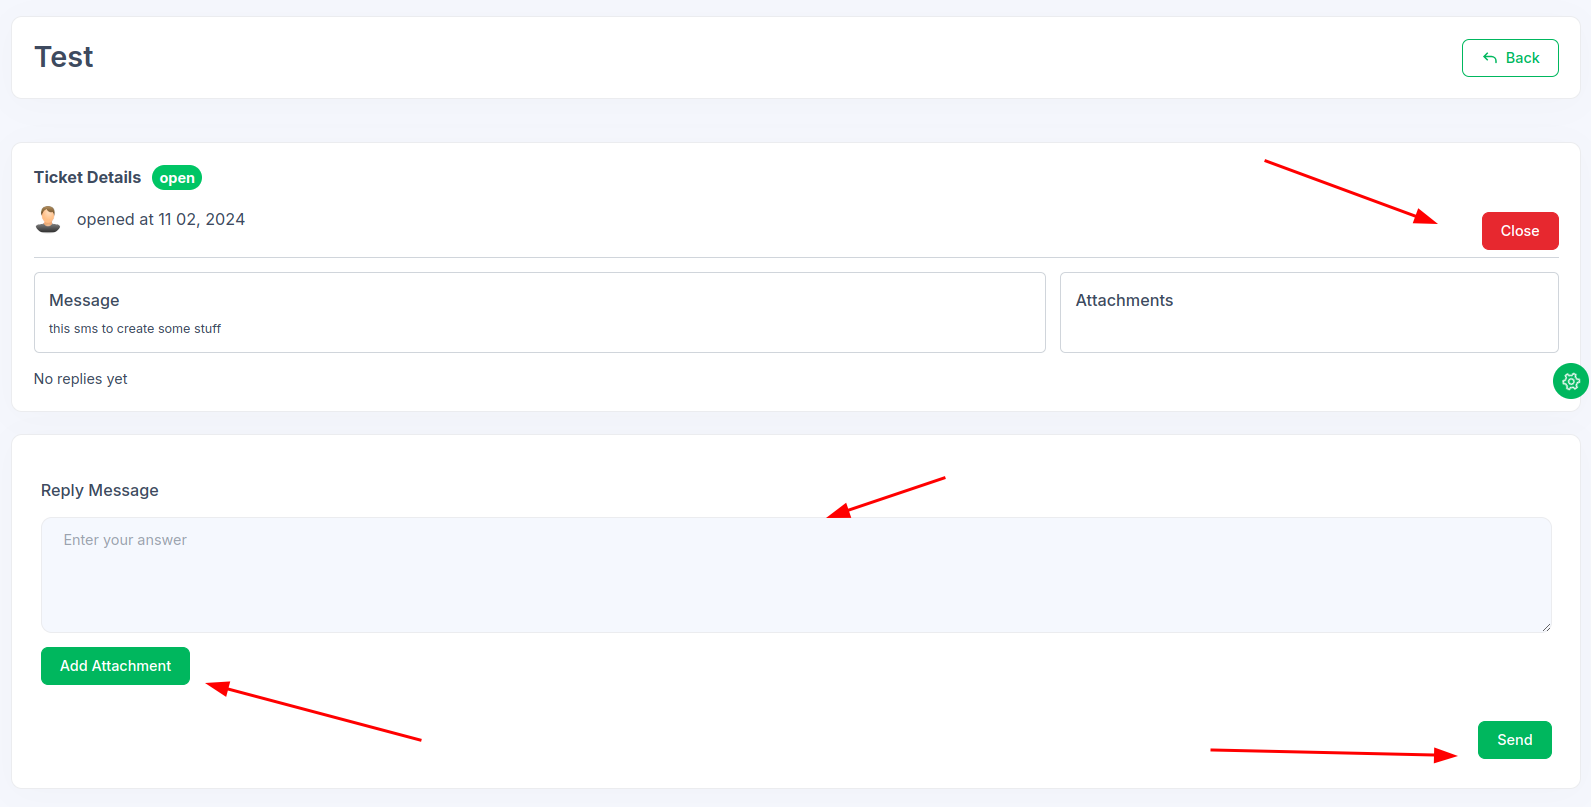 Test
Back
Ticket Details open
opened at 11 02, 2024
Close
Message
this sms to create some stuff
Attachments
No replies yet
Reply Message
Enter your answer
Add Attachment
Send